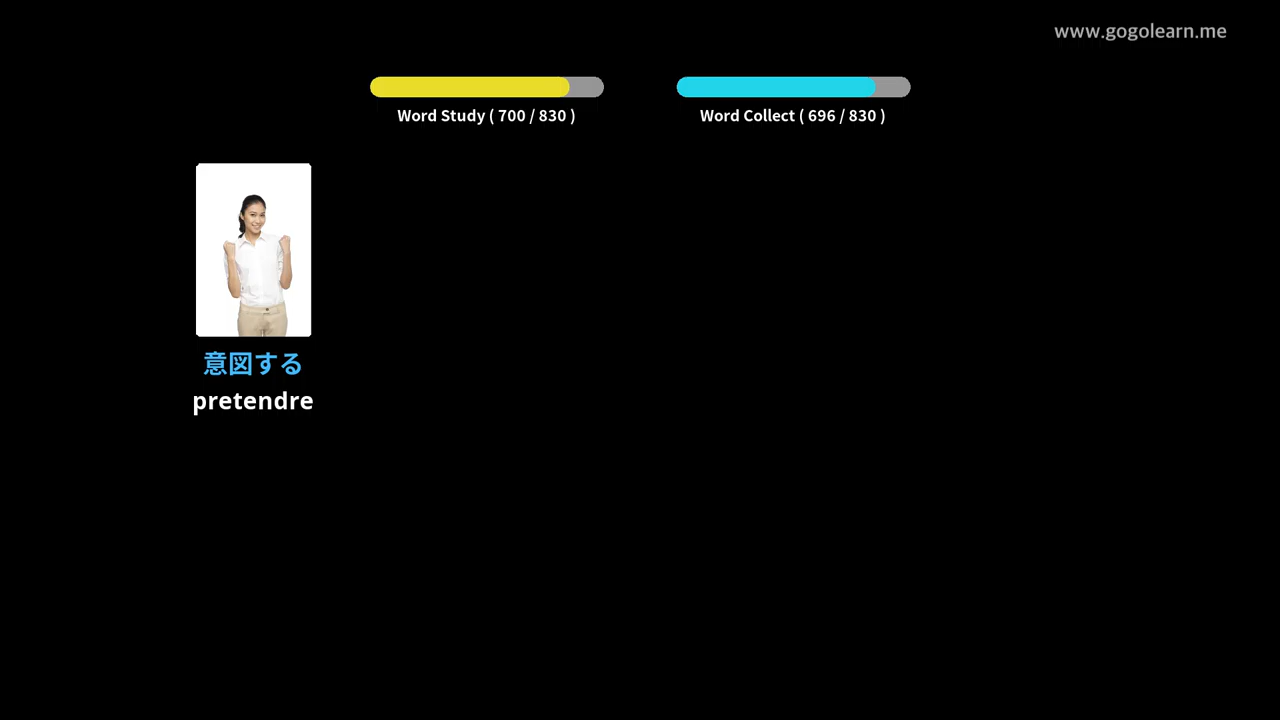 www.gogolearn.me
Word Study ( 700 / 830 )
Word Collect ( 696 / 830 )
意図する
pretendre